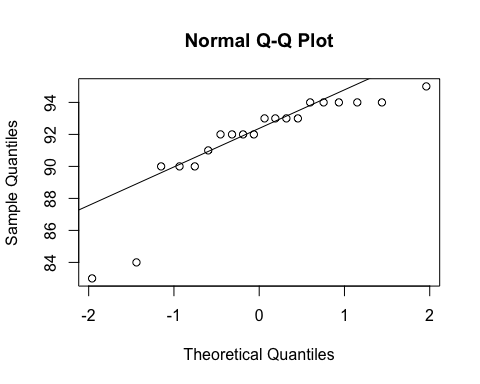 Normal Q-Q Plot
Sample Quantiles
94
92
90
88
86
84
-2 -1 0 1 2
Theoretical Quantiles